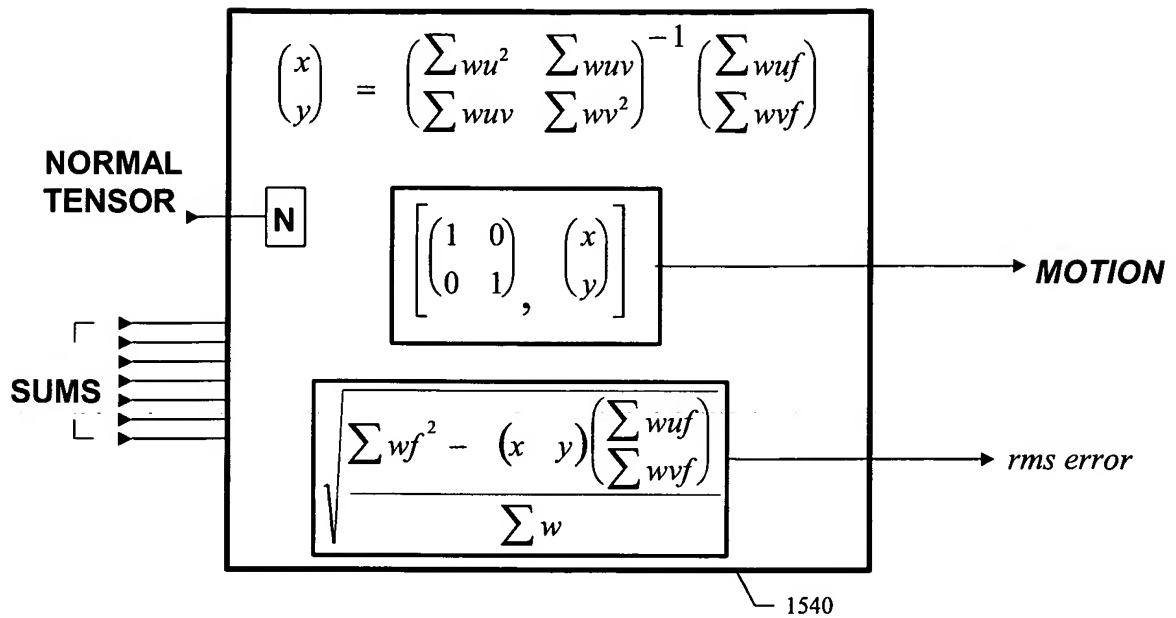 (x y) = (∑wu² ∑wuv ∑wuv ∑wv²)⁻¹ (∑wuf ∑wvf)
NORMAL
TENSOR
N
[(1 0 0 1), (x y)]
MOTION
SUMS
√((∑wf² - (x y)(∑wuf ∑wvf)) / ∑w)
rms error
1540